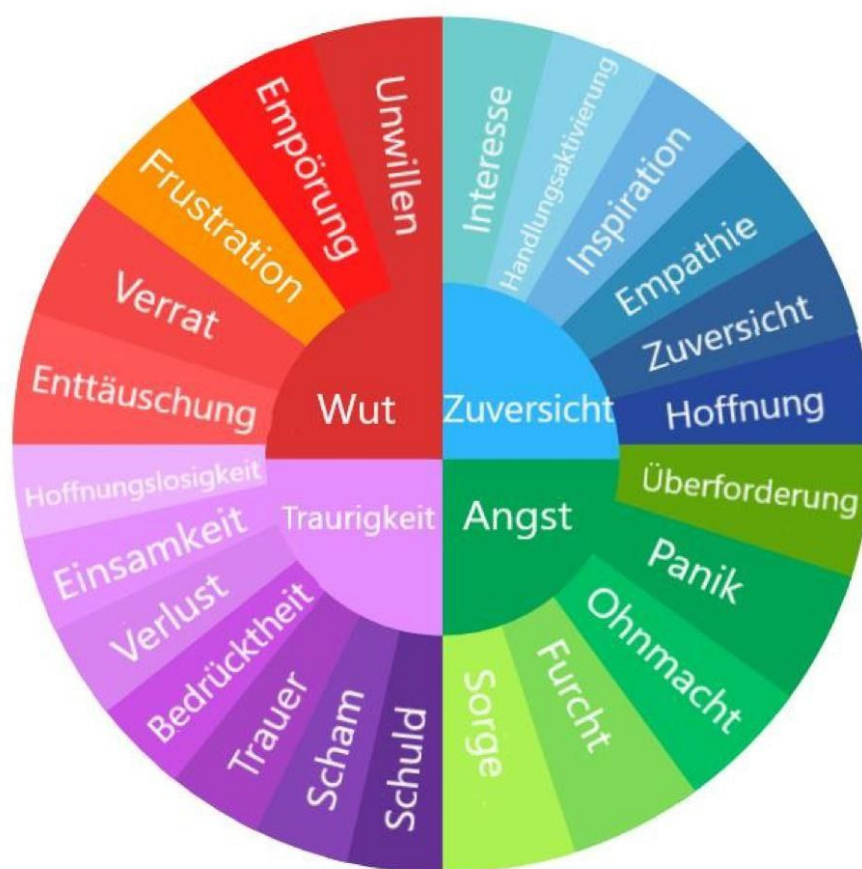 Unwillen
Empörung
Frustration
Verrat
Enttäuschung
Wut
Interesse
Handlungsaktivierung
Inspiration
Empathie
Zuversicht
Hoffnung
Zuversicht
Hoffnungslosigkeit
Einsamkeit
Verlust
Bedrücktheit
Trauer
Scham
Schuld
Traurigkeit
Angst
Überforderung
Panik
Ohnmacht
Furcht
Sorge